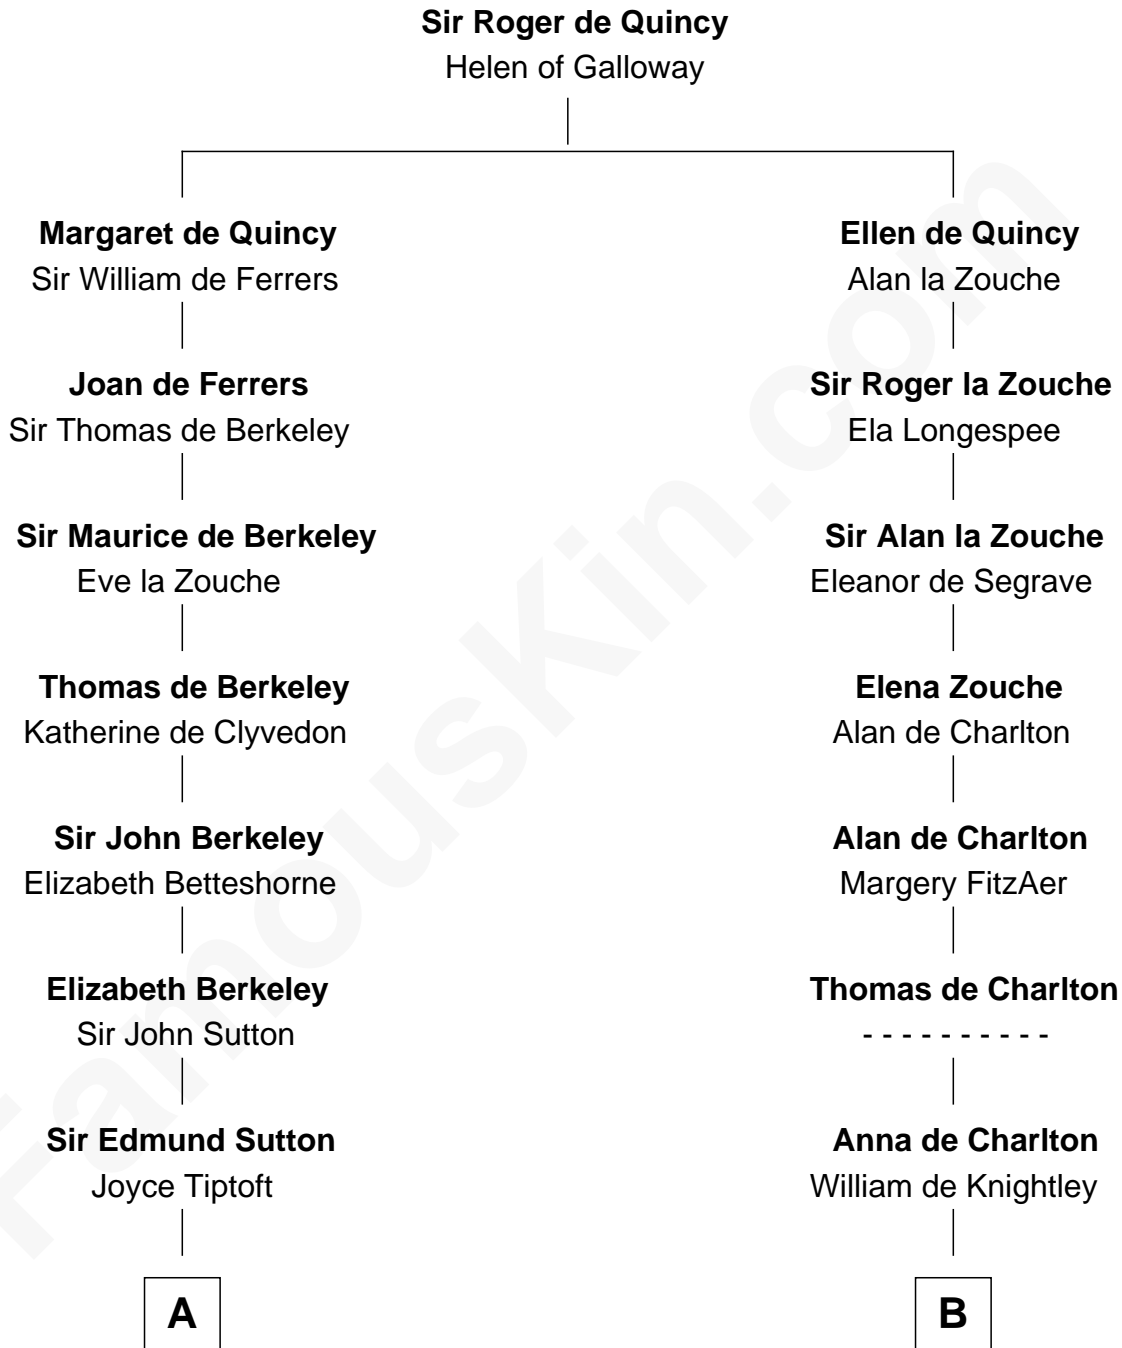 Sir Roger de Quincy
Helen of Galloway
Margaret de Quincy
Sir William de Ferrers
Ellen de Quincy
Alan la Zouche
Joan de Ferrers
Sir Thomas de Berkeley
Sir Roger la Zouche
Ela Longespee
Sir Maurice de Berkeley
Eve la Zouche
Sir Alan la Zouche
Eleanor de Segrave
Thomas de Berkeley
Katherine de Clyvedon
Elena Zouche
Alan de Charlton
Sir John Berkeley
Elizabeth Betteshorne
Alan de Charlton
Margery FitzAer
Elizabeth Berkeley
Sir John Sutton
Thomas de Charlton
- - - - - - - - - -
Sir Edmund Sutton
Joyce Tiptoft
Anna de Charlton
William de Knightley
A
B
FamousKin.com